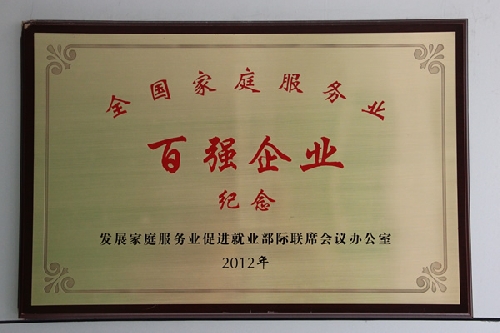 全国家庭服务业
百强企业
纪念
发展家庭服务业促进就业部际联席会议办公室
2012年